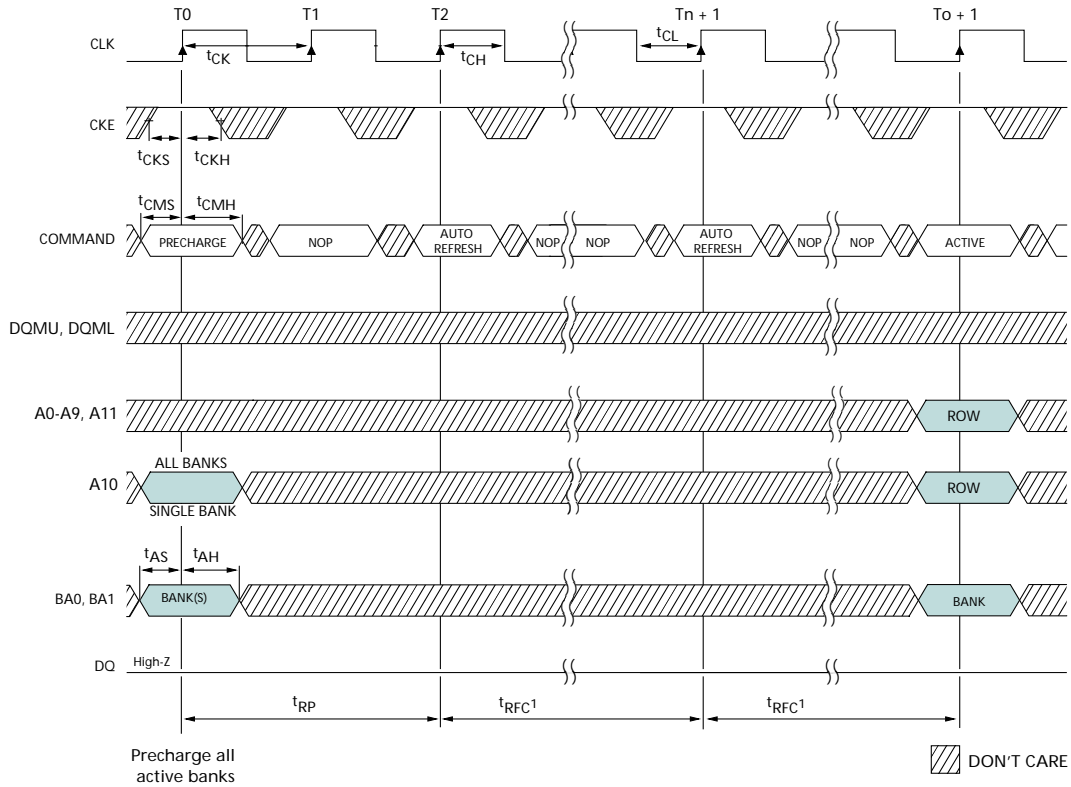 T0 T1 T2 Tn + 1 To + 1
CLK
tCK tCH tCL
CKE
tCKS tCKH
tCMS tCMH
COMMAND PRECHARGE NOP AUTO REFRESH NOP NOP AUTO REFRESH NOP NOP ACTIVE
DQMU, DQML
A0-A9, A11 ROW
ALL BANKS
A10 ROW
SINGLE BANK
tAS tAH
BA0, BA1 BANK(S) BANK
DQ High-Z
tRP tRFC1 tRFC1
Precharge all
active banks
DON'T CARE